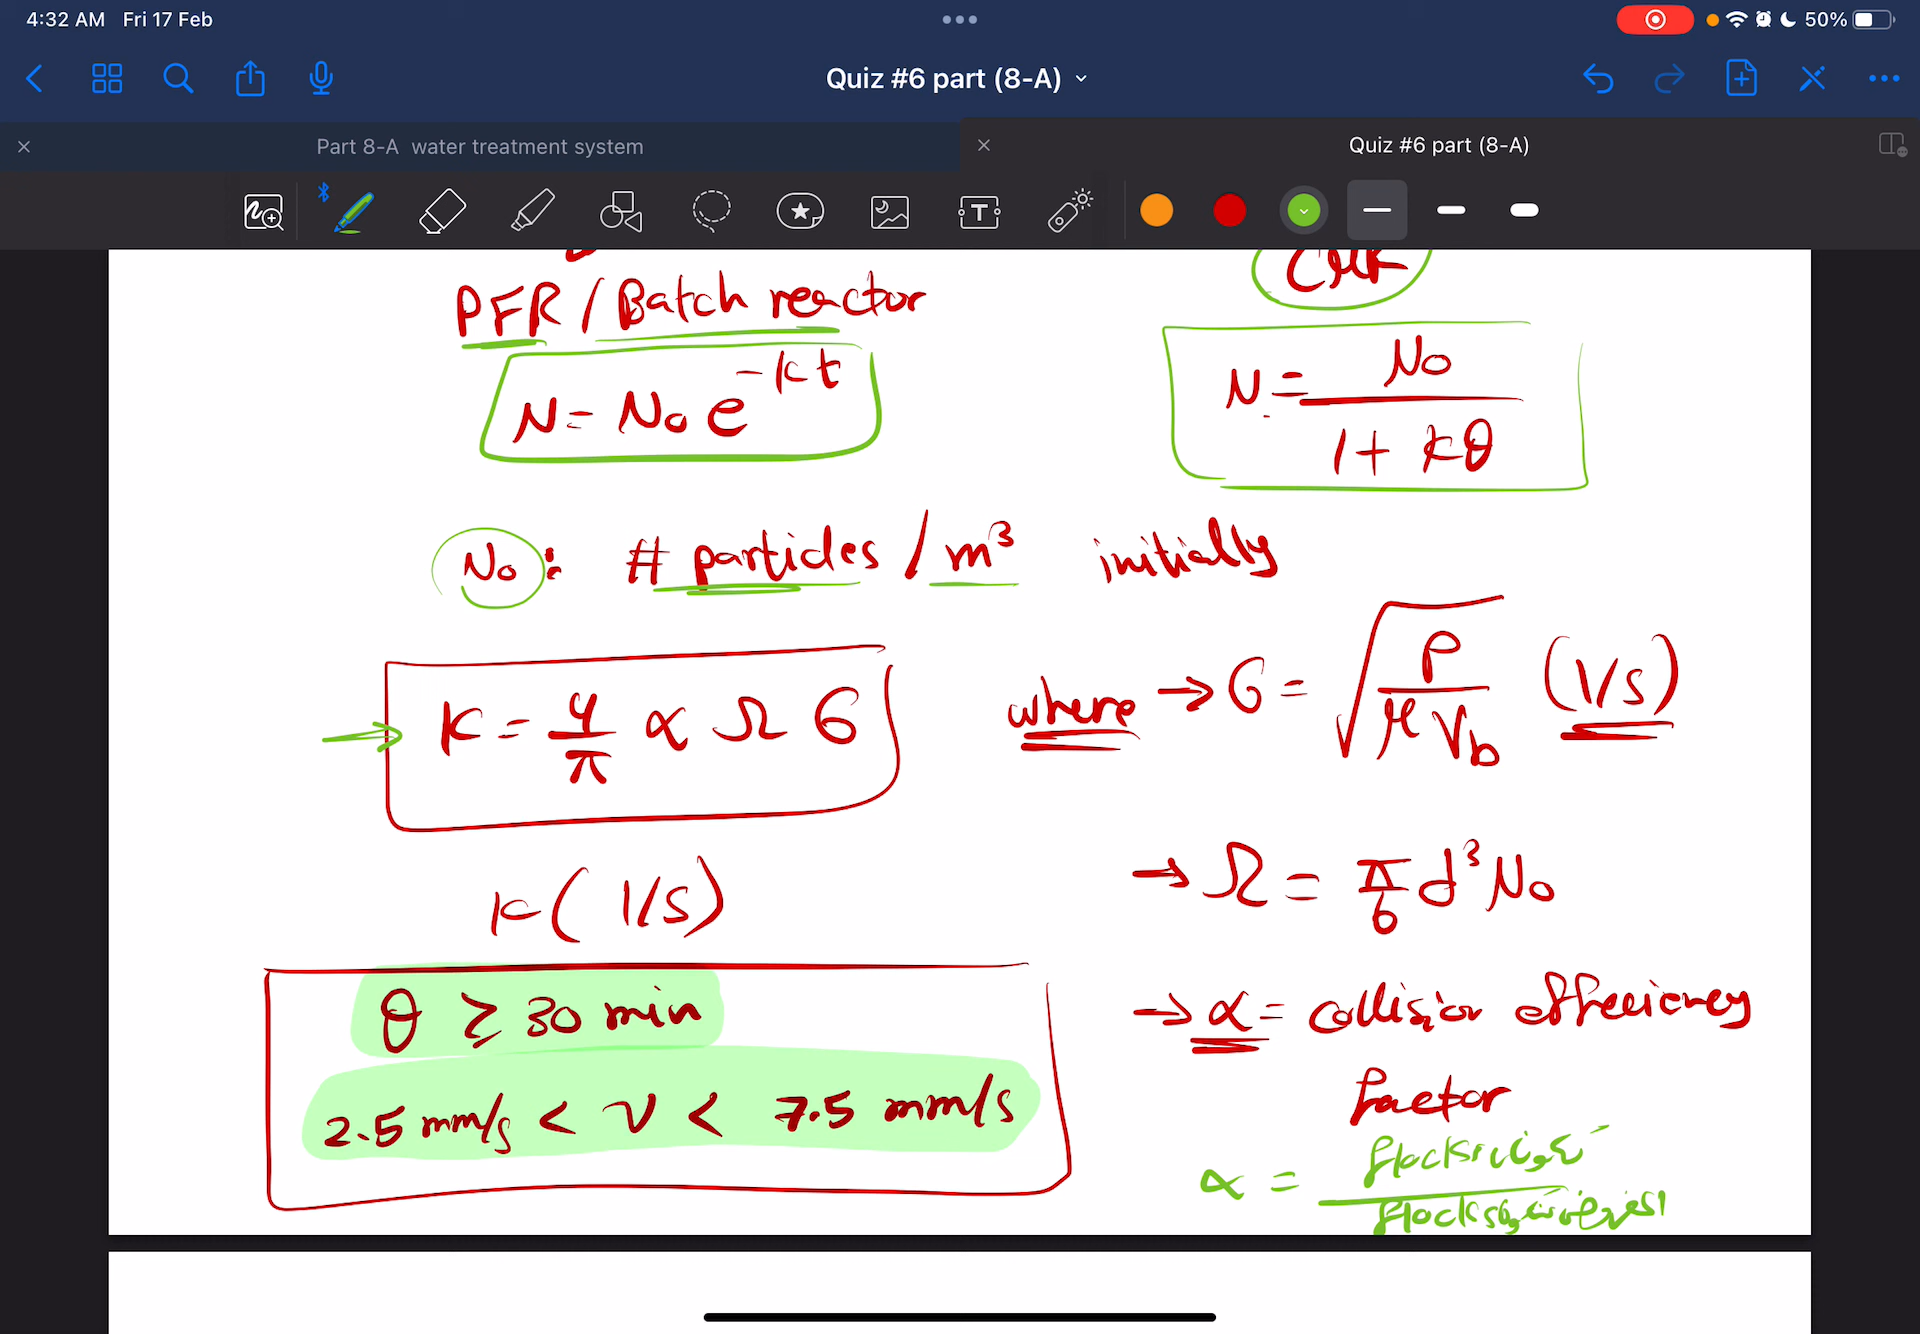 4:32 AM Fri 17 Feb
50%
Quiz #6 part (8-A)
Part 8-A water treatment system
Quiz #6 part (8-A)
PFR / Batch reactor
N = No e^-kt
N = No / 1 + kθ
No : # particles / m³ initially
K = 4/π α Ω G
where → G = √(P / μ Vb) (1/s)
K (1/s)
→ Ω = π/6 d³ No
θ ≥ 30 min
→ α = collision effeciency
factor
2.5 mm/s < v < 7.5 mm/s
α =